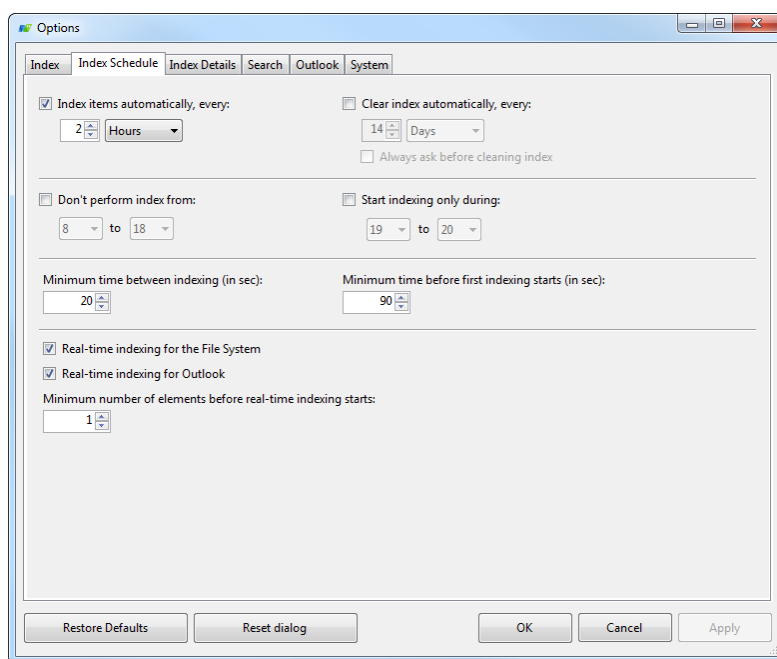 Options
Index Index Schedule Index Details Search Outlook System
Index items automatically, every: Clear index automatically, every:
2 Hours 14 Days
Always ask before cleaning index
Don't perform index from: Start indexing only during:
8 to 18 19 to 20
Minimum time between indexing (in sec): Minimum time before first indexing starts (in sec):
20 90
Real-time indexing for the File System
Real-time indexing for Outlook
Minimum number of elements before real-time indexing starts:
1
Restore Defaults Reset dialog OK Cancel Apply